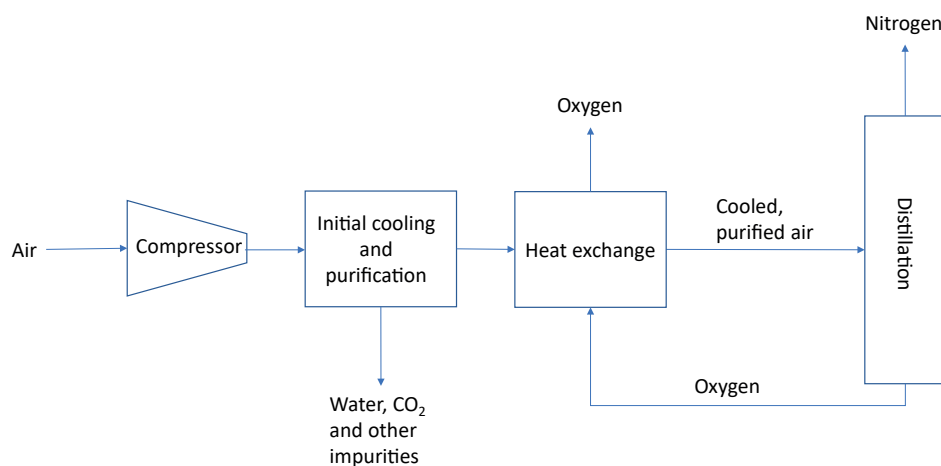 Nitrogen
Oxygen
Air
Compressor
Initial cooling
and
purification
Heat exchange
Cooled,
purified air
Distillation
Oxygen
Water, CO₂
and other
impurities